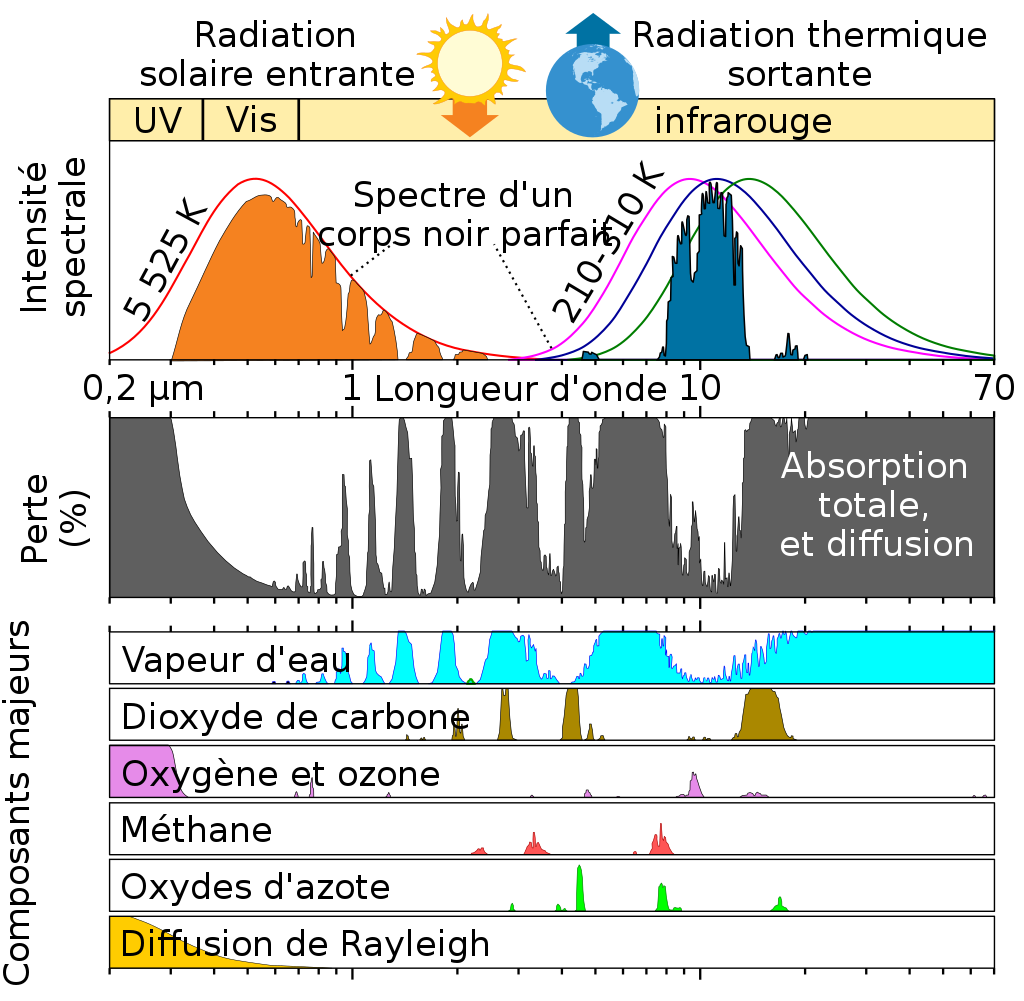 Radiation
solaire entrante
Radiation thermique
sortante
UV
Vis
infrarouge
Intensité
spectrale
5 525 K
Spectre d'un
corps noir parfait
210-310 K
0,2 µm
1
Longueur d'onde
10
70
Perte
(%)
Absorption
totale,
et diffusion
Composants majeurs
Vapeur d'eau
Dioxyde de carbone
Oxygène et ozone
Méthane
Oxydes d'azote
Diffusion de Rayleigh